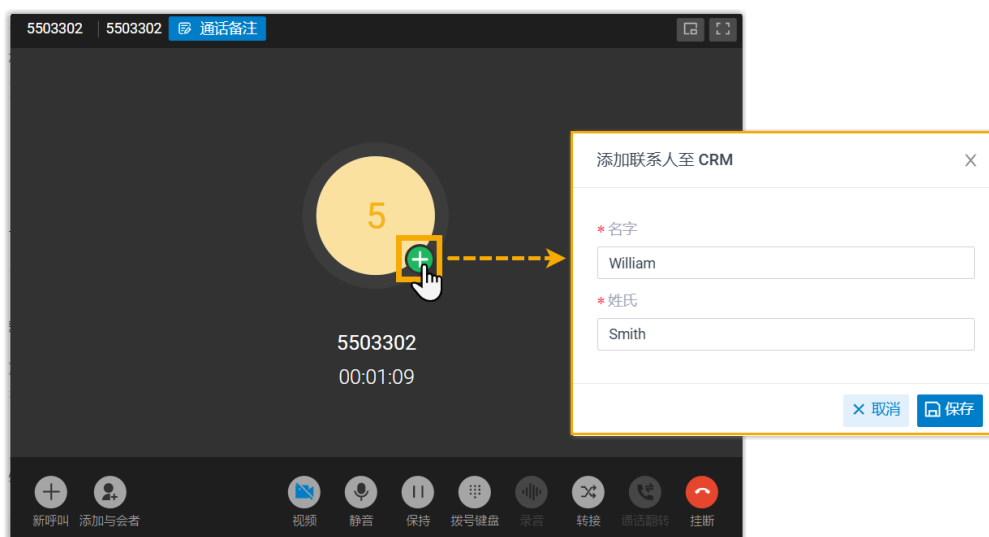 5503302 5503302 通话备注
5
5503302
00:01:09
添加联系人至 CRM
* 名字
William
* 姓氏
Smith
取消 保存
新呼叫 添加与会者 视频 静音 保持 拨号键盘 录音 转接 通话翻转 挂断